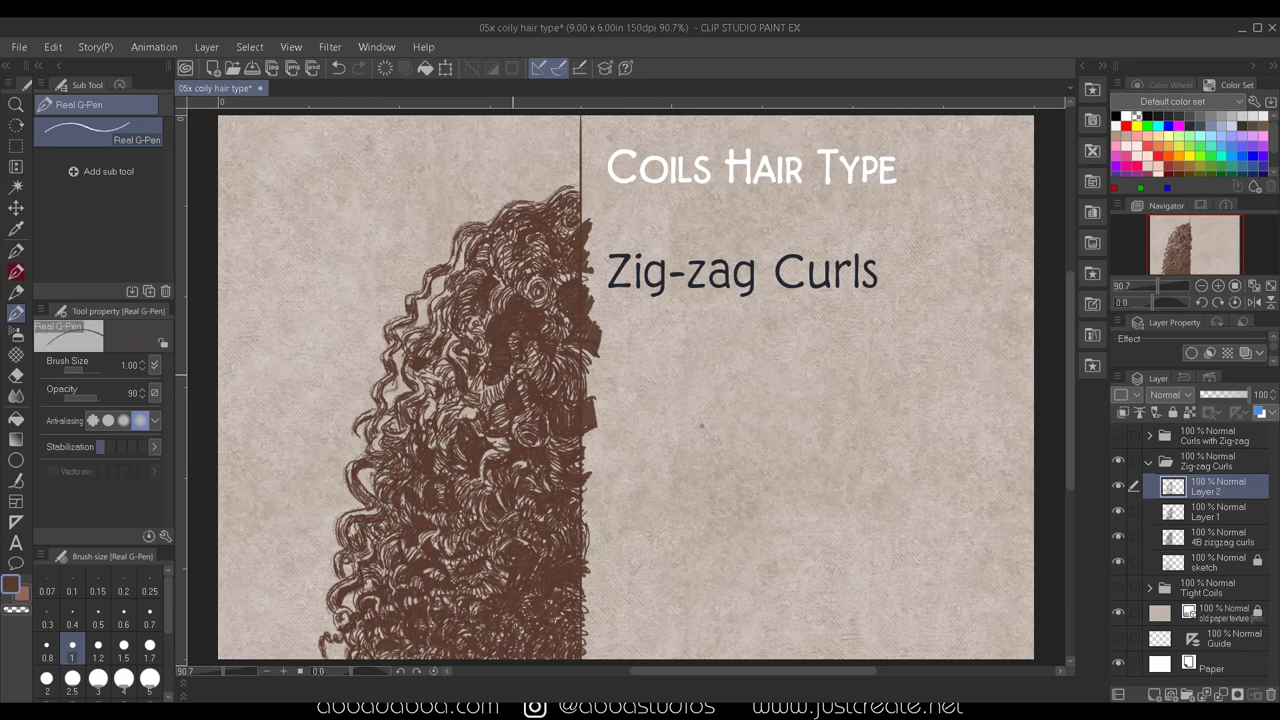 05x coily hair type* (9.00 x 6.00in 150dpi 90.7%) - CLIP STUDIO PAINT EX
File Edit Story(P) Animation Layer Select View Filter Window Help
Sub Tool
Real G-Pen
Real G-Pen
Add sub tool
Tool property [Real G-Pen]
Real G-Pen
Brush Size 1.00
Opacity 90
Anti-aliasing
Stabilization
Brush size [Real G-Pen]
0.07 0.1 0.15 0.2 0.25
0.3 0.4 0.5 0.6 0.7
0.8 1 1.2 1.5 1.7
2 2.5 3 4 5
05x coily hair type*
0
0
Coils Hair Type
Zig-zag Curls
90.7 0.0
Color Wheel Color Set
Default color set
Navigator
90.7
0.0
Layer Property
Effect
Layer
Normal 100
100 % Normal
Curls with Zig-zag
100 % Normal
Zig-zag Curls
100 % Normal
Layer 2
100 % Normal
Layer 1
100 % Normal
4B zizgzag curls
100 % Normal
sketch
100 % Normal
Tight Coils
100 % Normal
old paper texture
100 % Normal
Guide
Paper
@abbastudios www.justcreate.net